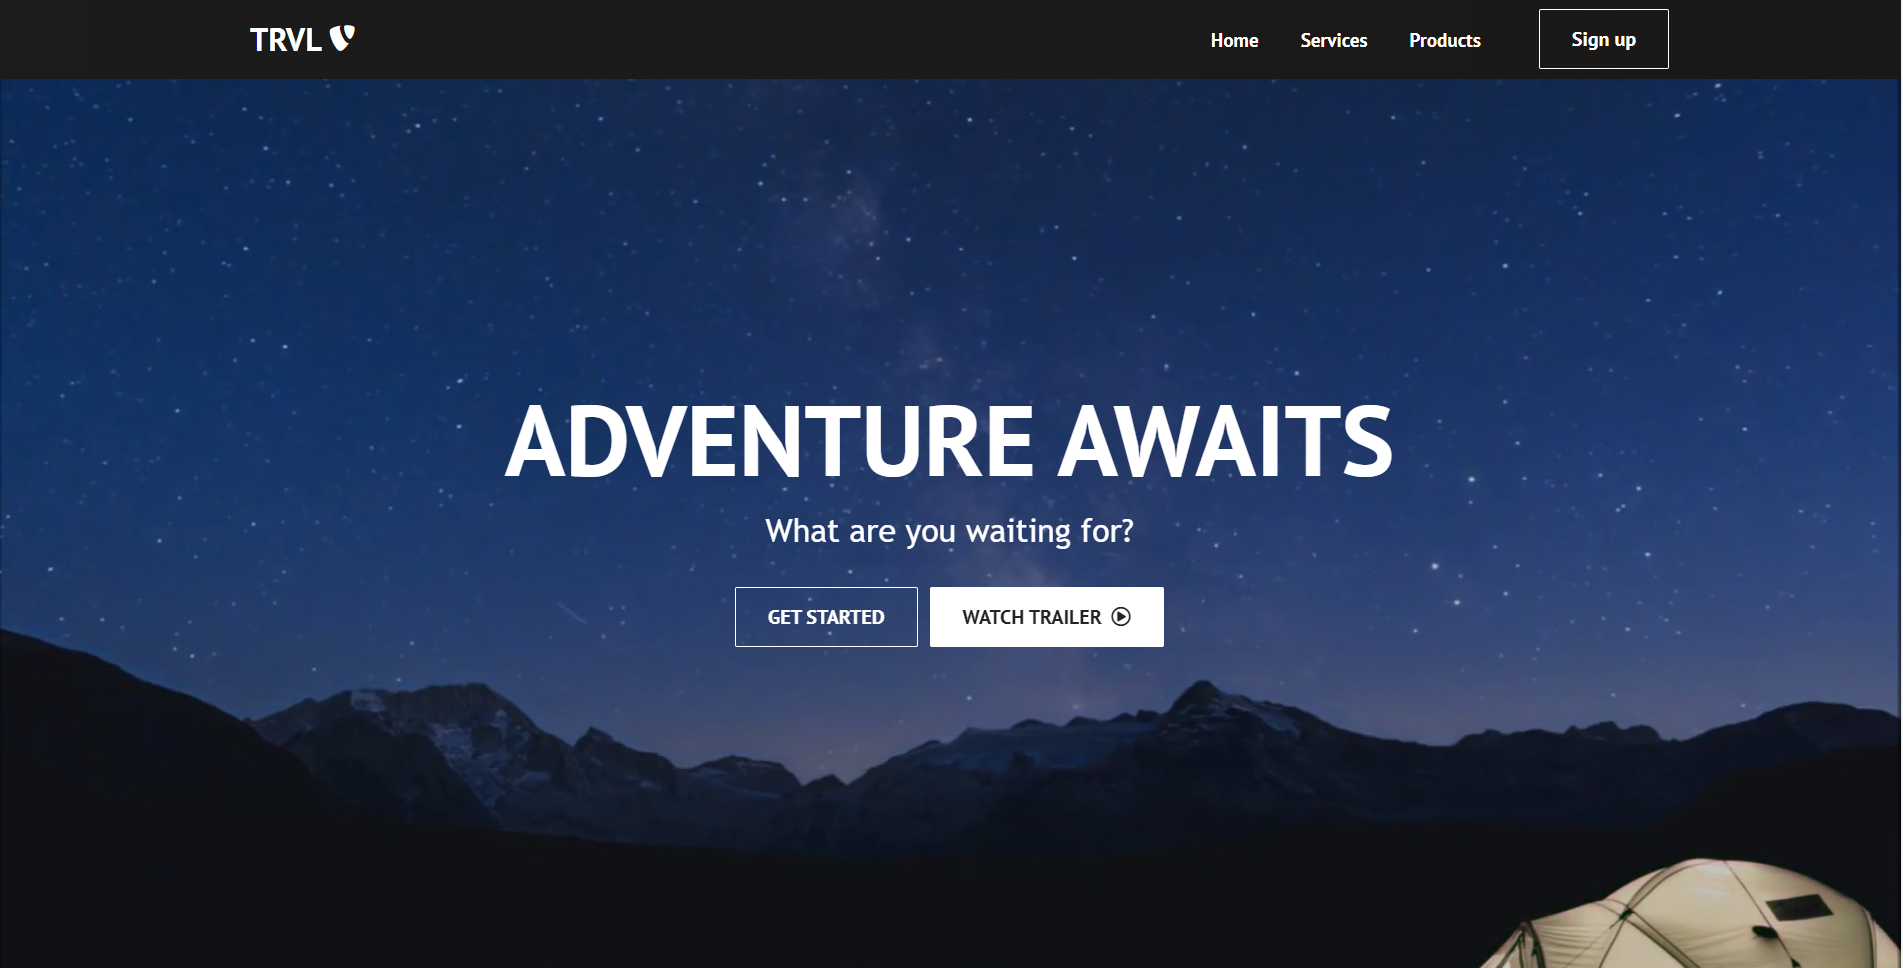 TRVL
Home Services Products Sign up
ADVENTURE AWAITS
What are you waiting for?
GET STARTED WATCH TRAILER